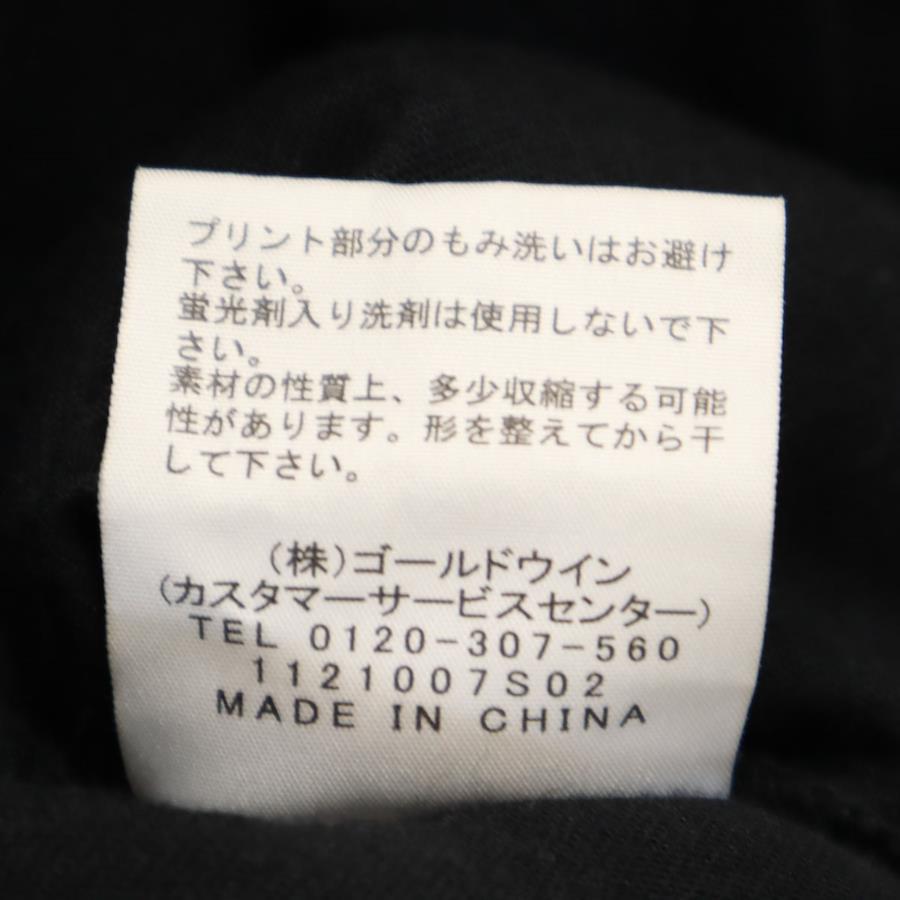 プリント部分のもみ洗いはお避け
下さい。
蛍光剤入り洗剤は使用しないで下
さい。
素材の性質上、多少収縮する可能
性があります。形を整えてから干
して下さい。
(株)ゴールドウイン
(カスタマーサービスセンター)
TEL 0120-307-560
1121007S02
MADE IN CHINA